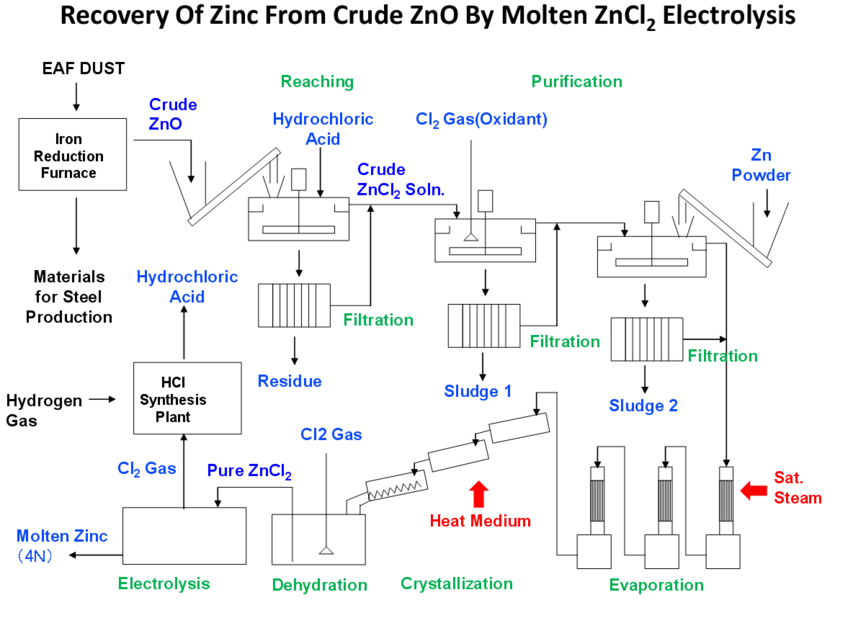 Recovery Of Zinc From Crude ZnO By Molten ZnCl₂ Electrolysis
EAF DUST
Reaching
Purification
Crude
ZnO
Hydrochloric
Acid
Cl₂ Gas(Oxidant)
Iron
Reduction
Furnace
Zn
Powder
Crude
ZnCl₂ Soln.
Materials
for Steel
Production
Hydrochloric
Acid
Filtration
Filtration
Filtration
Residue
Sludge 1
Sludge 2
HCl
Synthesis
Plant
Hydrogen
Gas
Cl2 Gas
Cl₂ Gas
Pure ZnCl₂
Sat.
Steam
Heat Medium
Molten Zinc
(4N)
Electrolysis
Dehydration
Crystallization
Evaporation